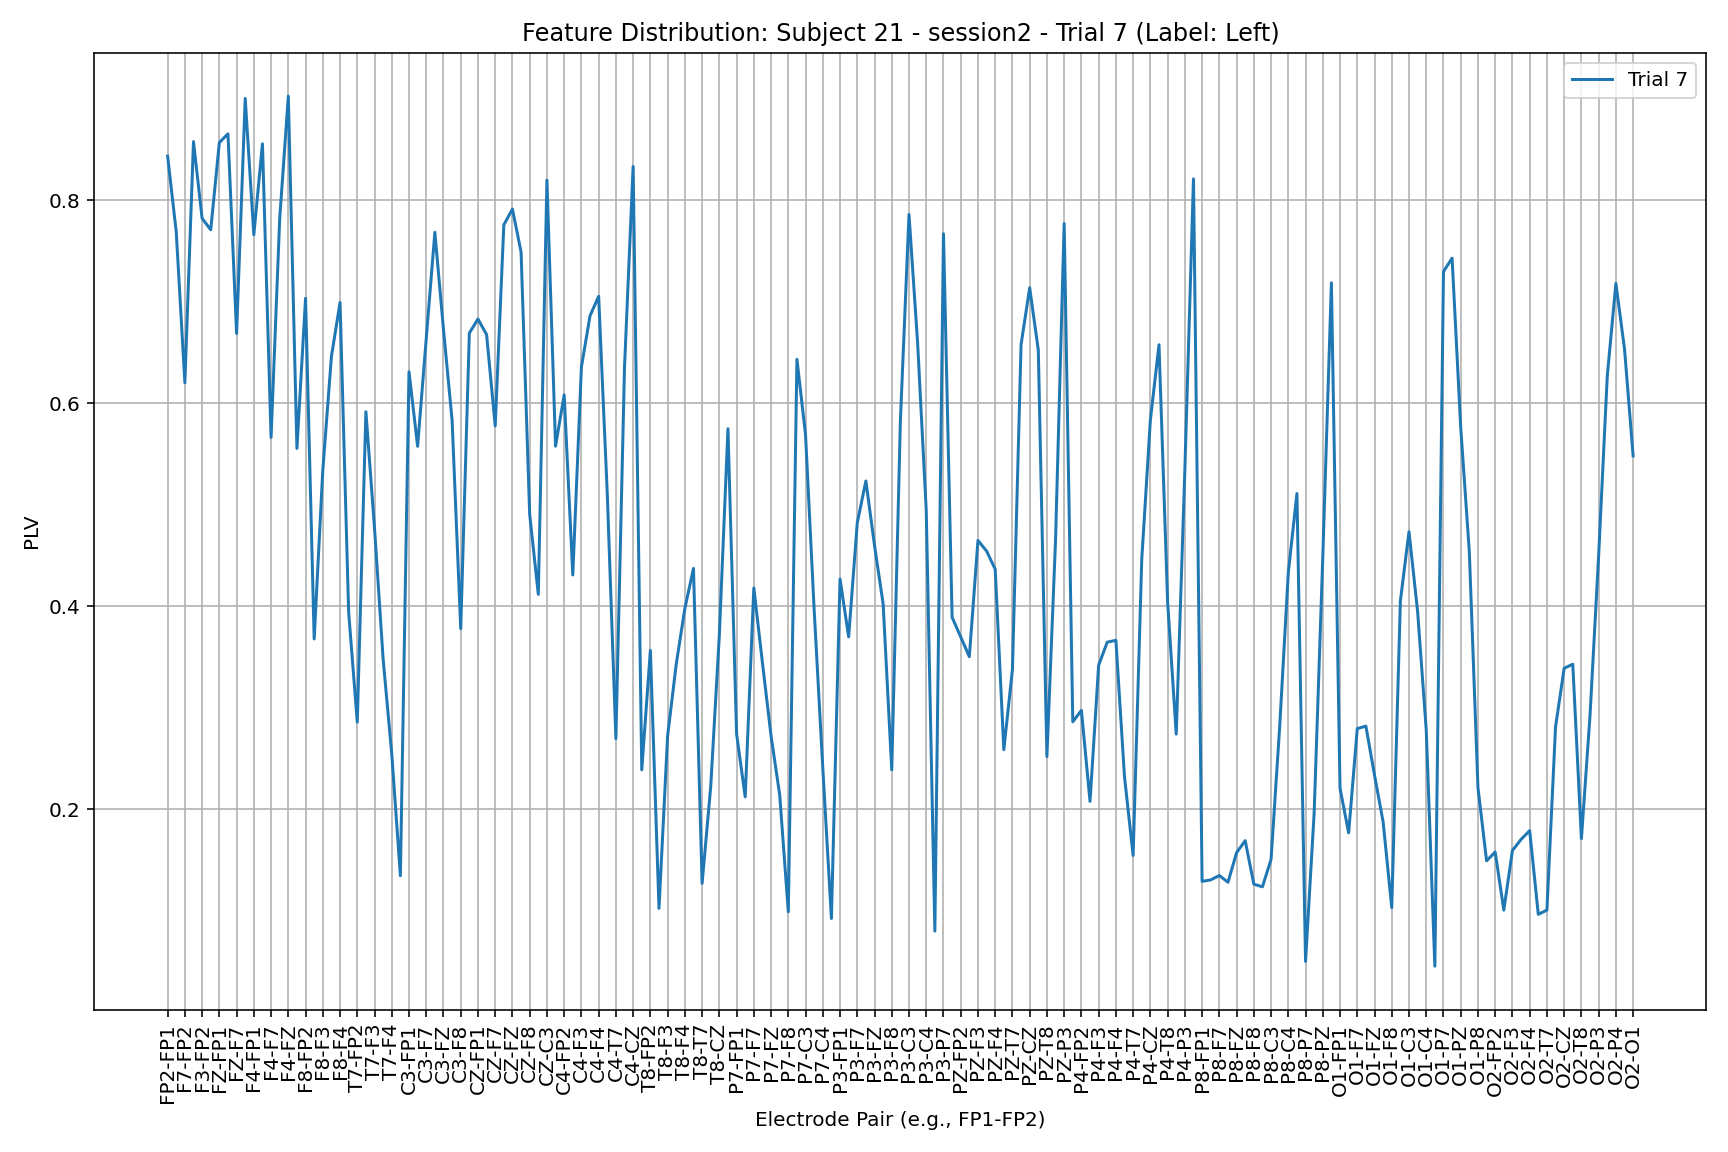 Feature Distribution: Subject 21 - session2 - Trial 7 (Label: Left)
Trial 7
PLV
0.8
0.6
0.4
0.2
FP2-FP1
F7-FP2
F3-FP2
FZ-FP1
FZ-F7
F4-FP1
F4-F7
F4-FZ
F8-FP2
F8-F3
F8-F4
T7-FP2
T7-F3
T7-F4
C3-FP1
C3-F7
C3-FZ
C3-F8
CZ-FP1
CZ-F7
CZ-FZ
CZ-F8
CZ-C3
C4-FP2
C4-F3
C4-F4
C4-T7
C4-CZ
T8-FP2
T8-F3
T8-F4
T8-T7
T8-CZ
P7-FP1
P7-F7
P7-FZ
P7-F8
P7-C3
P7-C4
P3-FP1
P3-F7
P3-FZ
P3-F8
P3-C3
P3-C4
P3-P7
PZ-FP2
PZ-F3
PZ-F4
PZ-T7
PZ-CZ
PZ-T8
PZ-P3
P4-FP2
P4-F3
P4-F4
P4-T7
P4-CZ
P4-T8
P4-P3
P8-FP1
P8-F7
P8-FZ
P8-F8
P8-C3
P8-C4
P8-P7
P8-PZ
O1-FP1
O1-F7
O1-FZ
O1-F8
O1-C3
O1-C4
O1-P7
O1-PZ
O1-P8
O2-FP2
O2-F3
O2-F4
O2-T7
O2-CZ
O2-T8
O2-P3
O2-P4
O2-O1
Electrode Pair (e.g., FP1-FP2)